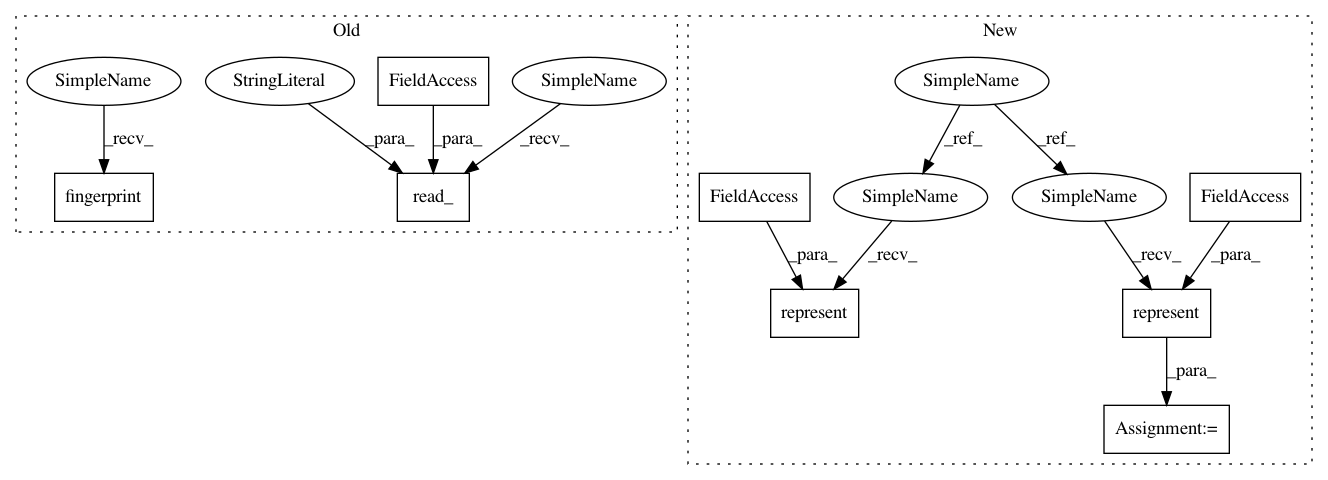 Old
SimpleName
StringLiteral
FieldAccess
SimpleName
_recv_
_para_
_para_
_recv_
fingerprint
read_
New
SimpleName
_ref_
_ref_
FieldAccess
SimpleName
SimpleName
FieldAccess
_para_
_recv_
_recv_
_para_
represent
represent
_para_
Assignment:=